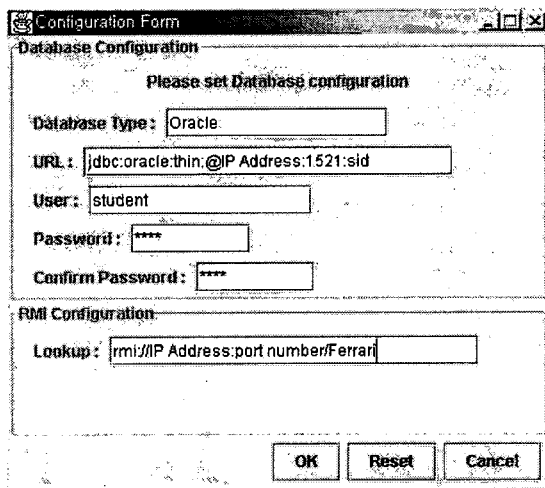 Configuration Form
Database Configuration
Please set Database configuration
Database Type : Oracle
URL : jdbc:oracle:thin:@IP Address:1521:sid
User : student
Password : ****
Confirm Password : ****
RMI Configuration
Lookup : rmi://IP Address:port number/Ferrari
OK Reset Cancel